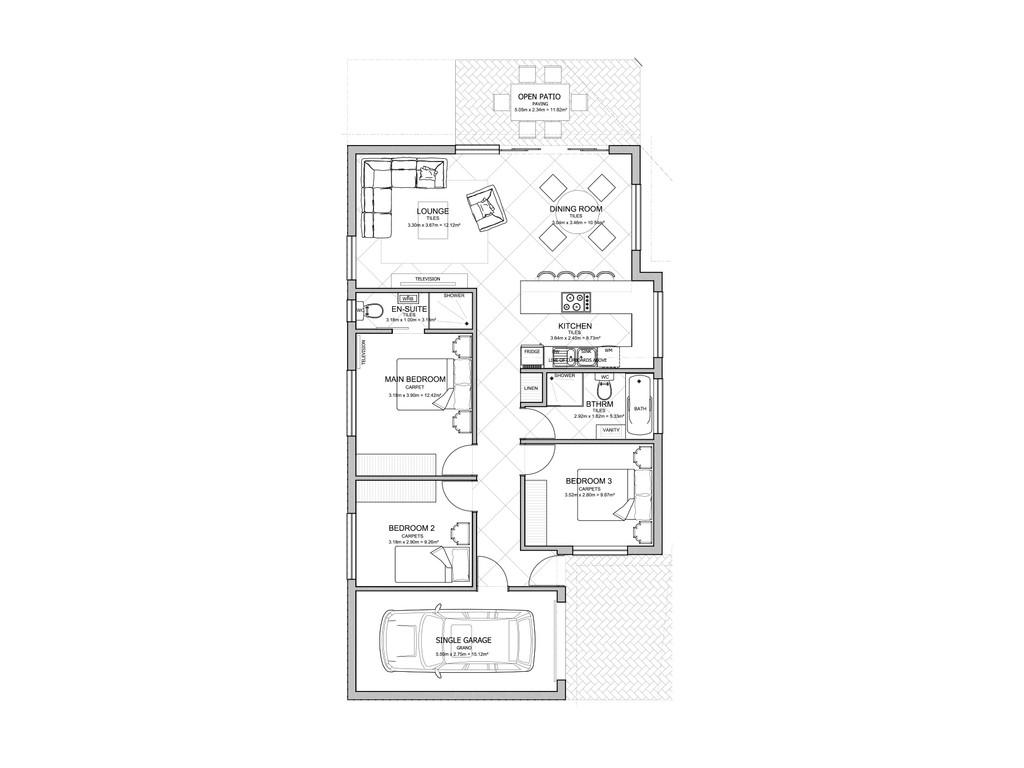 OPEN PATIO
PAVING
5.05m x 2.34m = 11.82m²
LOUNGE
TILES
3.30m x 3.67m = 12.12m²
DINING ROOM
TILES
3.04m x 3.46m = 10.54m²
TELEVISION
WC
WHB
SHOWER
EN-SUITE
TILES
3.18m x 1.00m = 3.18m²
KITCHEN
TILES
3.64m x 2.40m = 8.73m²
FRIDGE
DW
SINK
WM
LINE OF CUPBOARDS ABOVE
TELEVISION
MAIN BEDROOM
CARPET
3.18m x 3.90m = 12.42m²
LINEN
SHOWER
WC
BTHRM
TILES
2.92m x 1.82m = 5.33m²
BATH
VANITY
BEDROOM 3
CARPETS
3.52m x 2.80m = 9.87m²
BEDROOM 2
CARPETS
3.18m x 2.90m = 9.26m²
SINGLE GARAGE
GRANO
5.50m x 2.75m = 15.12m²